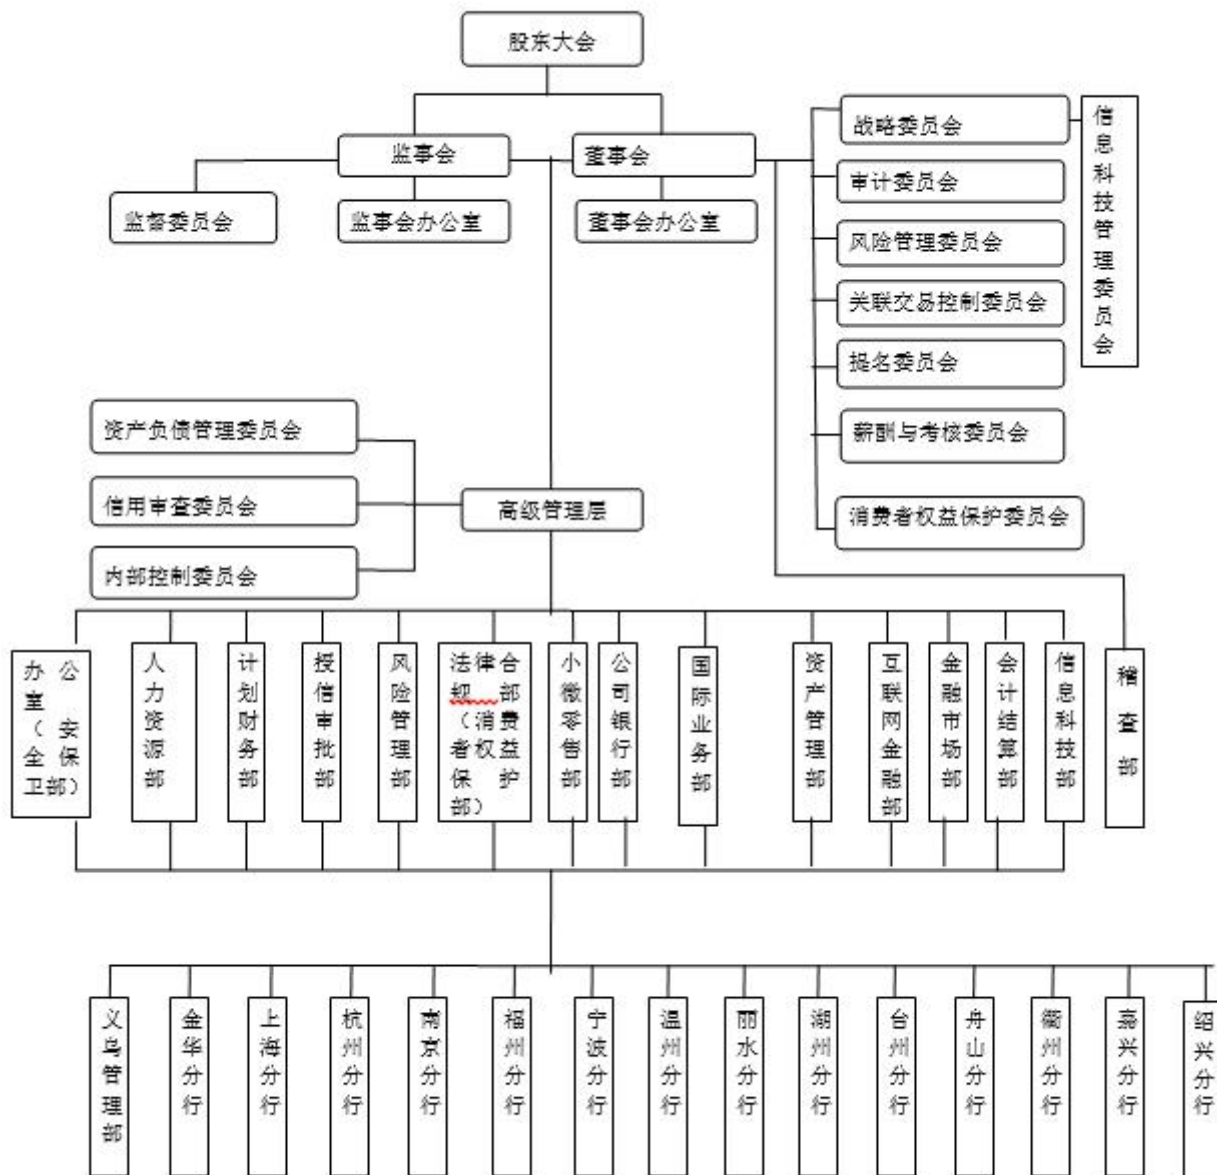 股东大会
监事会
董事会
监督委员会
监事会办公室
董事会办公室
战略委员会
审计委员会
风险管理委员会
关联交易控制委员会
提名委员会
薪酬与考核委员会
消费者权益保护委员会
信息科技管理委员会
资产负债管理委员会
信用审查委员会
内部控制委员会
高级管理层
办公
室
（安
全保
卫部）
人力资源部
计划财务部
授信审批部
风险管理部
法律合
规部
（消费
者权益
保护
部）
小微零售部
公司银行部
国际业务部
资产管理部
互联网金融部
金融市场部
会计结算部
信息科技部
稽查部
义乌管理部
金华分行
上海分行
杭州分行
南京分行
福州分行
宁波分行
温州分行
丽水分行
湖州分行
台州分行
舟山分行
衢州分行
嘉兴分行
绍兴分行